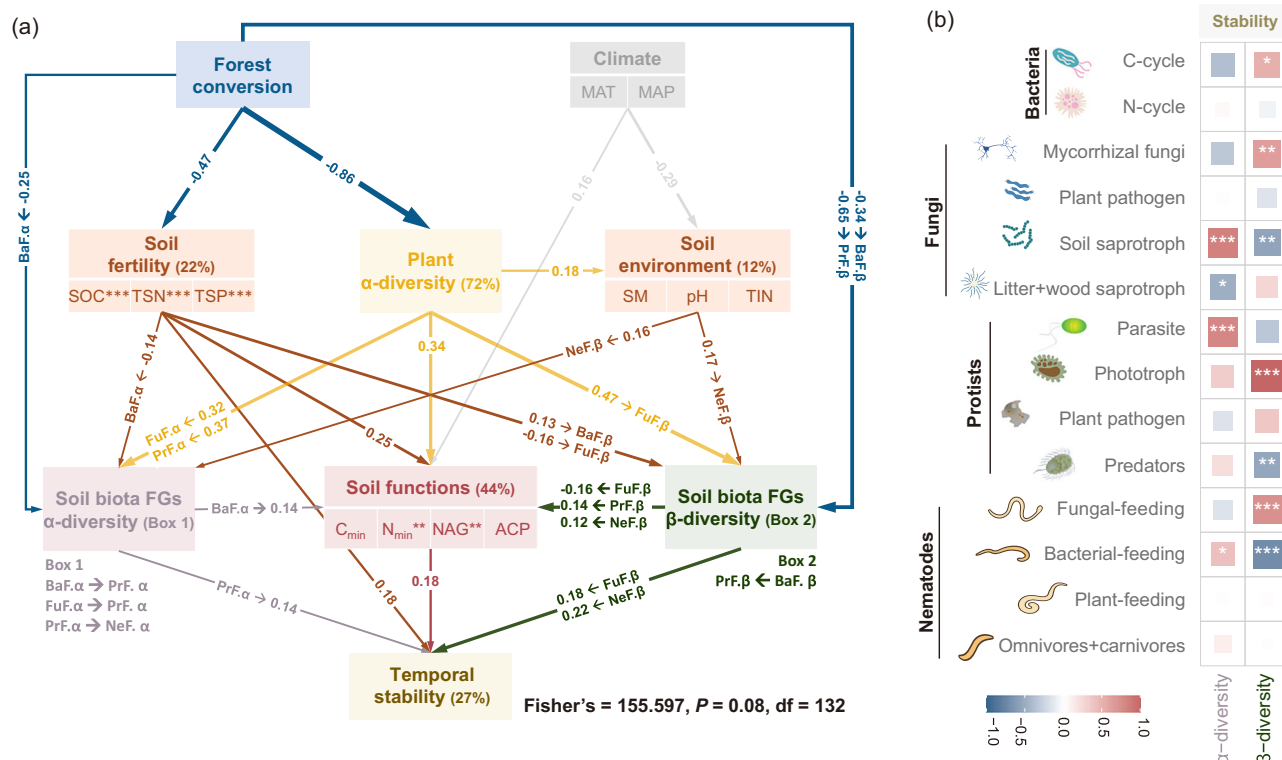 (a)
Forest
conversion
Climate
MAT MAP
-0.47
-0.86
0.16
-0.29
BaF.α ← -0.25
-0.34 → BaF.β
-0.65 → PrF.β
Soil
fertility (22%)
SOC*** TSN*** TSP***
Plant
α-diversity (72%)
0.18
Soil
environment (12%)
SM pH TIN
BaF.α ← -0.14
FuF.α ← 0.32
PrF.α ← 0.37
0.34
0.25
NeF.β ← 0.16
0.17 → NeF.β
0.47 → FuF.β
0.13 → BaF.β
-0.16 → FuF.β
Soil biota FGs
α-diversity (Box 1)
BaF.α → 0.14
Soil functions (44%)
Cmin Nmin** NAG** ACP
-0.16 ← FuF.β
0.14 ← PrF.β
0.12 ← NeF.β
Soil biota FGs
β-diversity (Box 2)
Box 1
BaF.α → PrF. α
FuF.α → PrF. α
PrF.α → NeF. α
PrF.α → 0.14
0.18
0.18
0.18 ← FuF.β
0.22 ← NeF.β
Box 2
PrF.β ← BaF. β
Temporal
stability (27%)
Fisher's = 155.597, P = 0.08, df = 132
(b)
Stability
Bacteria
C-cycle *
N-cycle
Fungi
Mycorrhizal fungi **
Plant pathogen
Soil saprotroph *** **
Litter+wood saprotroph *
Protists
Parasite ***
Phototroph ***
Plant pathogen
Predators **
Nematodes
Fungal-feeding ***
Bacterial-feeding * ***
Plant-feeding
Omnivores+carnivores
-1.0 -0.5 0.0 0.5 1.0
α-diversity
β-diversity